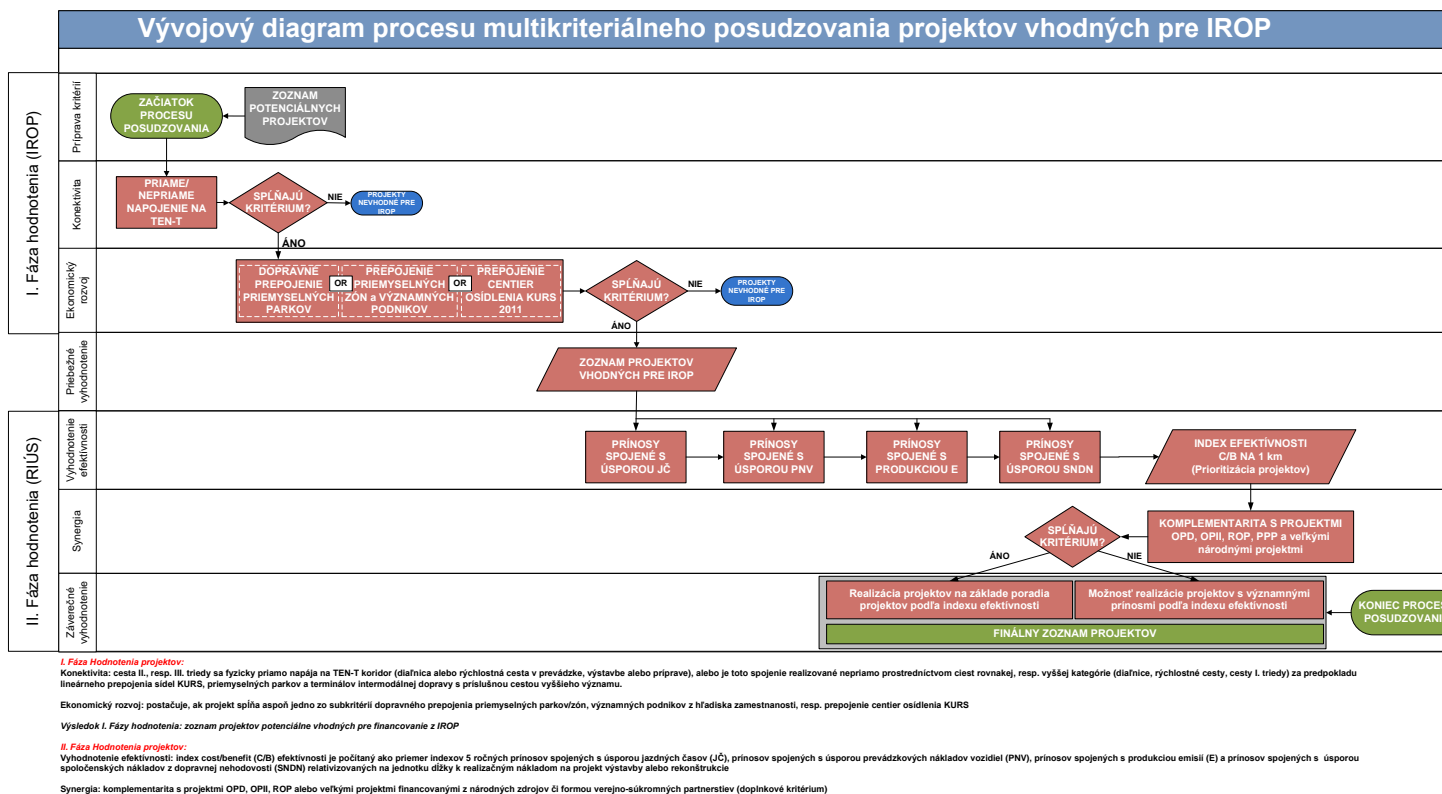 Vývojový diagram procesu multikriteriálneho posudzovania projektov vhodných pre IROP
I. Fáza hodnotenia (IROP)
Príprava kritérií
ZAČIATOK
PROCESU
POSUDZOVANIA
ZOZNAM
POTENCIÁLNYCH
PROJEKTOV
Konektivita
PRIAME/
NEPRIAME
NAPOJENIE NA
TEN-T
SPĹŇAJÚ
KRITÉRIUM?
NIE
PROJEKTY
NEVHODNÉ PRE
IROP
ÁNO
Ekonomický
rozvoj
DOPRAVNÉ
PREPOJENIE
PRIEMYSELNÝCH
PARKOV
OR
PREPOJENIE
PRIEMYSELNÝCH
ZÓN a VÝZNAMNÝCH
PODNIKOV
OR
PREPOJENIE
CENTIER
OSÍDLENIA KURS
2011
SPĹŇAJÚ
KRITÉRIUM?
NIE
PROJEKTY
NEVHODNÉ PRE
IROP
ÁNO
Priebežné
vyhodnotenie
ZOZNAM PROJEKTOV
VHODNÝCH PRE IROP
II. Fáza hodnotenia (RIÚS)
Vyhodnotenie
efektívnosti
PRÍNOSY
SPOJENÉ S
ÚSPOROU JČ
PRÍNOSY
SPOJENÉ S
ÚSPOROU PNV
PRÍNOSY
SPOJENÉ S
PRODUKCIOU E
PRÍNOSY
SPOJENÉ S
ÚSPOROU SNDN
INDEX EFEKTÍVNOSTI
C/B NA 1 km
(Prioritizácia projektov)
Synergia
SPĹŇAJÚ
KRITÉRIUM?
KOMPLEMENTARITA S PROJEKTMI
OPD, OPII, ROP, PPP a veľkými
národnými projektmi
ÁNO
NIE
Záverečné
vyhodnotenie
Realizácia projektov na základe poradia
projektov podľa indexu efektívnosti
Možnosť realizácie projektov s významnými
prínosmi podľa indexu efektívnosti
FINÁLNY ZOZNAM PROJEKTOV
KONIEC PROCES
POSUDZOVANI
I. Fáza Hodnotenia projektov:
Konektivita: cesta II., resp. III. triedy sa fyzicky priamo napája na TEN-T koridor (diaľnica alebo rýchlostná cesta v prevádzke, výstavbe alebo príprave), alebo je toto spojenie realizované nepriamo prostredníctvom ciest rovnakej, resp. vyššej kategórie (diaľnice, rýchlostné cesty, cesty I. triedy) za predpokladu
lineárneho prepojenia sídel KURS, priemyselných parkov a terminálov intermodálnej dopravy s príslušnou cestou vyššieho významu.
Ekonomický rozvoj: postačuje, ak projekt spĺňa aspoň jedno zo subkritérií dopravného prepojenia priemyselných parkov/zón, významných podnikov z hľadiska zamestnanosti, resp. prepojenie centier osídlenia KURS
Výsledok I. Fázy hodnotenia: zoznam projektov potenciálne vhodných pre financovanie z IROP
II. Fáza Hodnotenia projektov:
Vyhodnotenie efektívnosti: index cost/benefit (C/B) efektívnosti je počítaný ako priemer indexov 5 ročných prínosov spojených s úsporou jazdných časov (JČ), prínosov spojených s úsporou prevádzkových nákladov vozidiel (PNV), prínosov spojených s produkciou emisií (E) a prínosov spojených s úsporou
spoločenských nákladov z dopravnej nehodovosti (SNDN) relativizovaných na jednotku dĺžky k realizačným nákladom na projekt výstavby alebo rekonštrukcie
Synergia: komplementarita s projektmi OPD, OPII, ROP alebo veľkými projektmi financovanými z národných zdrojov či formou verejno-súkromných partnerstiev (doplnkové kritérium)